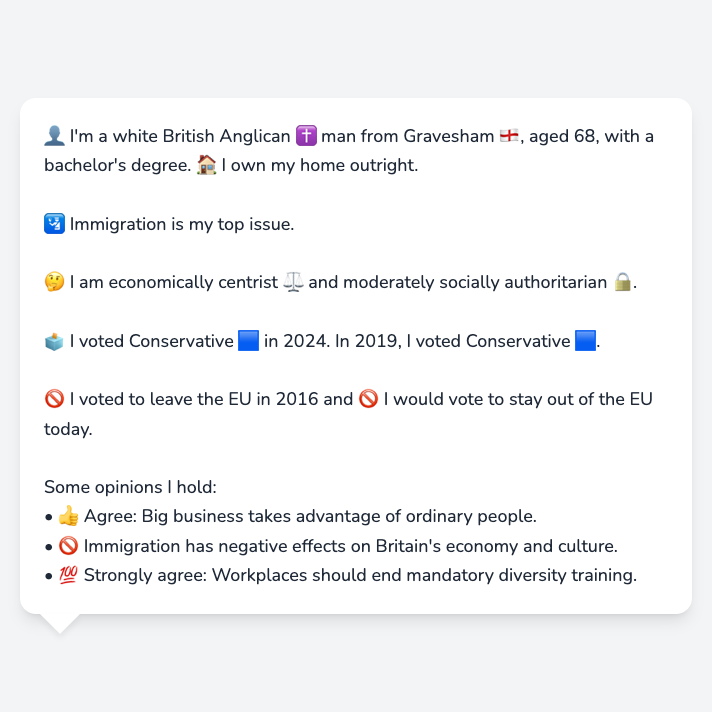 👤 I'm a white British Anglican ✝️ man from Gravesham 🏴󠁧󠁢󠁥󠁮󠁧󠁿, aged 68, with a
bachelor's degree. 🏠 I own my home outright.
🛂 Immigration is my top issue.
🤔 I am economically centrist ⚖️ and moderately socially authoritarian 🔒.
🗳️ I voted Conservative 🟦 in 2024. In 2019, I voted Conservative 🟦.
🚫 I voted to leave the EU in 2016 and 🚫 I would vote to stay out of the EU
today.
Some opinions I hold:
• 👍 Agree: Big business takes advantage of ordinary people.
• 🚫 Immigration has negative effects on Britain's economy and culture.
• 💯 Strongly agree: Workplaces should end mandatory diversity training.